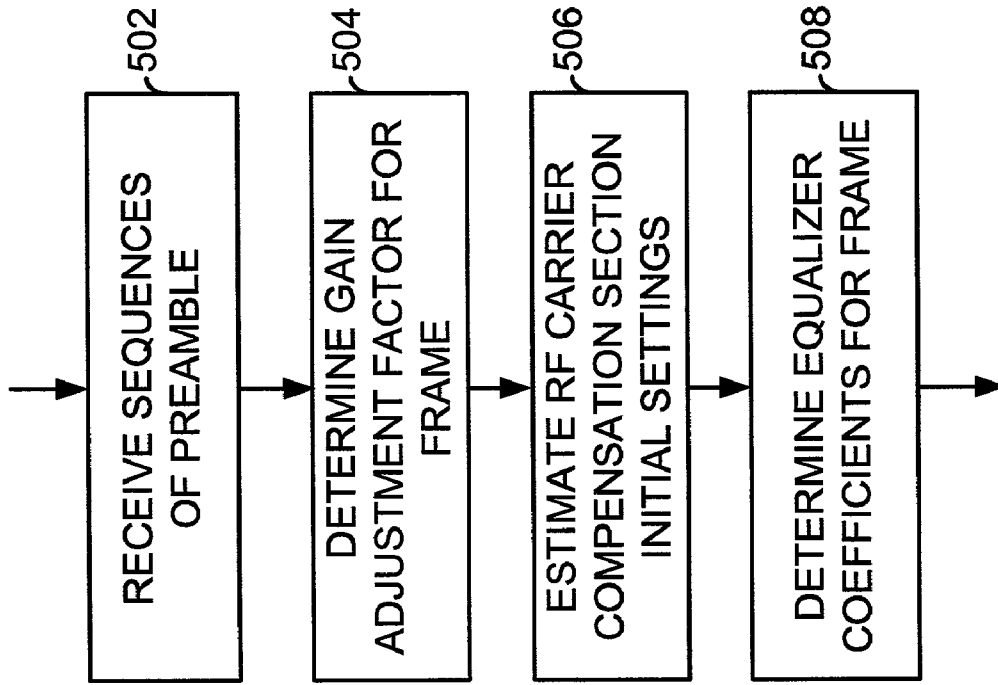 502
RECEIVE SEQUENCES
OF PREAMBLE
504
DETERMINE GAIN
ADJUSTMENT FACTOR FOR
FRAME
506
ESTIMATE RF CARRIER
COMPENSATION SECTION
INITIAL SETTINGS
508
DETERMINE EQUALIZER
COEFFICIENTS FOR FRAME